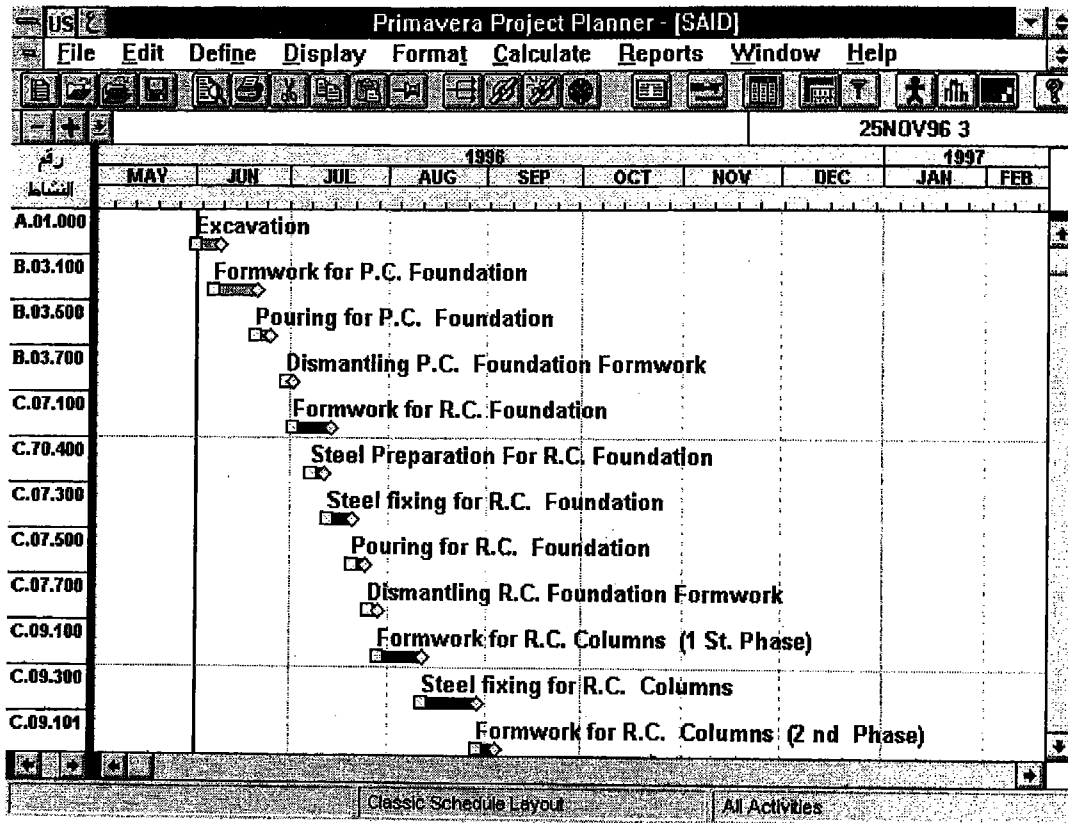 US ع
Primavera Project Planner - [SAID]
File Edit Define Display Format Calculate Reports Window Help
25NOV96 3
رقم
النشاط
1996 1997
MAY JUN JUL AUG SEP OCT NOV DEC JAN FEB
A.01.000 Excavation
B.03.100 Formwork for P.C. Foundation
B.03.500 Pouring for P.C. Foundation
B.03.700 Dismantling P.C. Foundation Formwork
C.07.100 Formwork for R.C. Foundation
C.70.400 Steel Preparation For R.C. Foundation
C.07.300 Steel fixing for R.C. Foundation
C.07.500 Pouring for R.C. Foundation
C.07.700 Dismantling R.C. Foundation Formwork
C.09.100 Formwork for R.C. Columns (1 St. Phase)
C.09.300 Steel fixing for R.C. Columns
C.09.101 Formwork for R.C. Columns (2 nd Phase)
Classic Schedule Layout All Activities